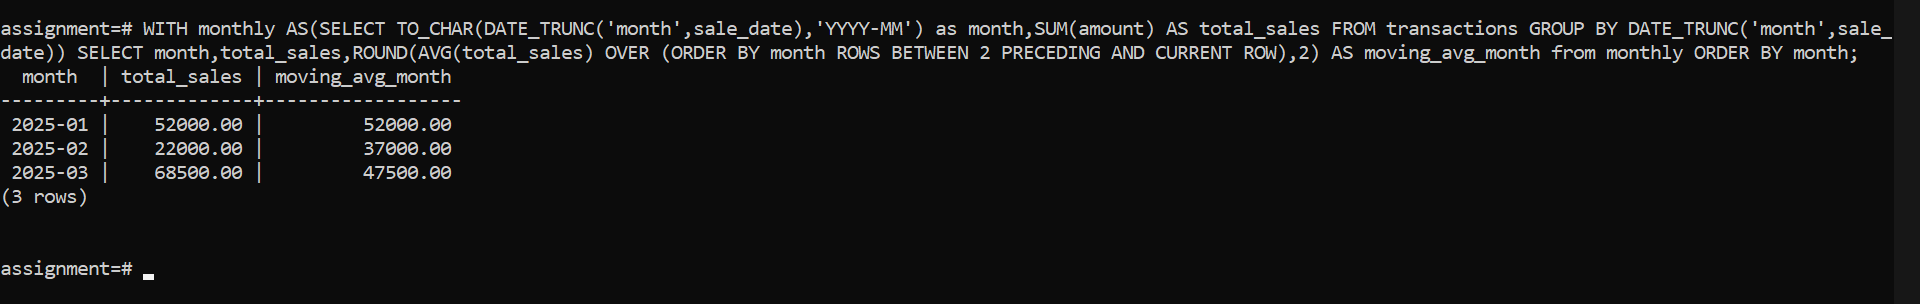 assignment=# WITH monthly AS(SELECT TO_CHAR(DATE_TRUNC('month',sale_date),'YYYY-MM') as month,SUM(amount) AS total_sales FROM transactions GROUP BY DATE_TRUNC('month',sale_
date)) SELECT month,total_sales,ROUND(AVG(total_sales) OVER (ORDER BY month ROWS BETWEEN 2 PRECEDING AND CURRENT ROW),2) AS moving_avg_month from monthly ORDER BY month;
  month  | total_sales | moving_avg_month
---------+-------------+------------------
 2025-01 |    52000.00 |         52000.00
 2025-02 |    22000.00 |         37000.00
 2025-03 |    68500.00 |         47500.00
(3 rows)
assignment=#